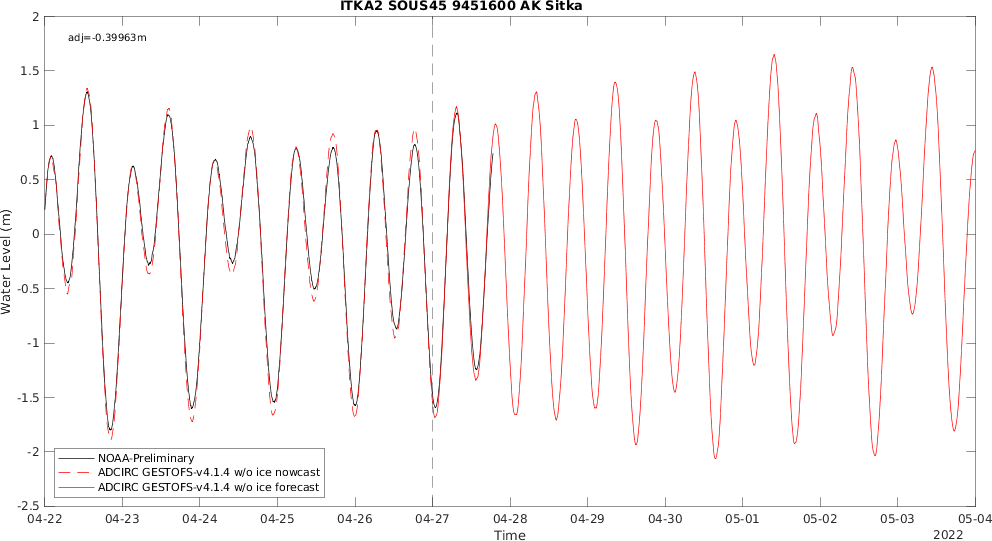 ITKA2 SOUS45 9451600 AK Sitka
adj=-0.39963m
2
1.5
1
0.5
0
-0.5
-1
-1.5
-2
-2.5
Water Level (m)
NOAA-Preliminary
ADCIRC GESTOFS-v4.1.4 w/o ice nowcast
ADCIRC GESTOFS-v4.1.4 w/o ice forecast
04-22 04-23 04-24 04-25 04-26 04-27 04-28 04-29 04-30 05-01 05-02 05-03 05-04
Time
2022